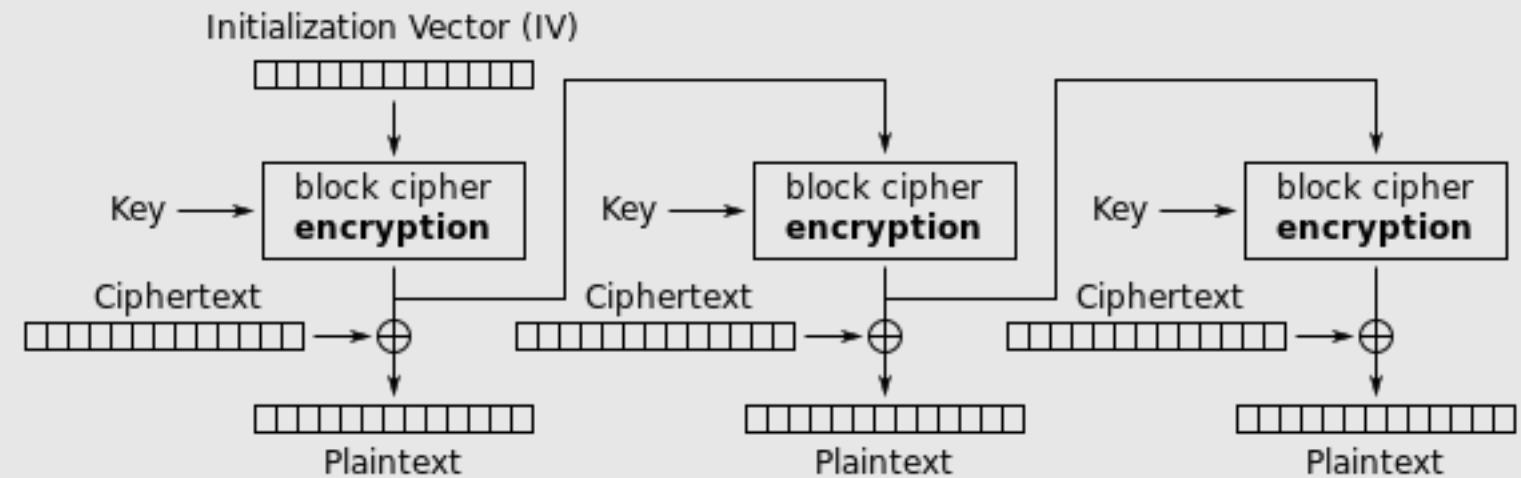 Initialization Vector (IV)
Key
block cipher
encryption
Key
block cipher
encryption
Key
block cipher
encryption
Ciphertext
Ciphertext
Ciphertext
Plaintext
Plaintext
Plaintext